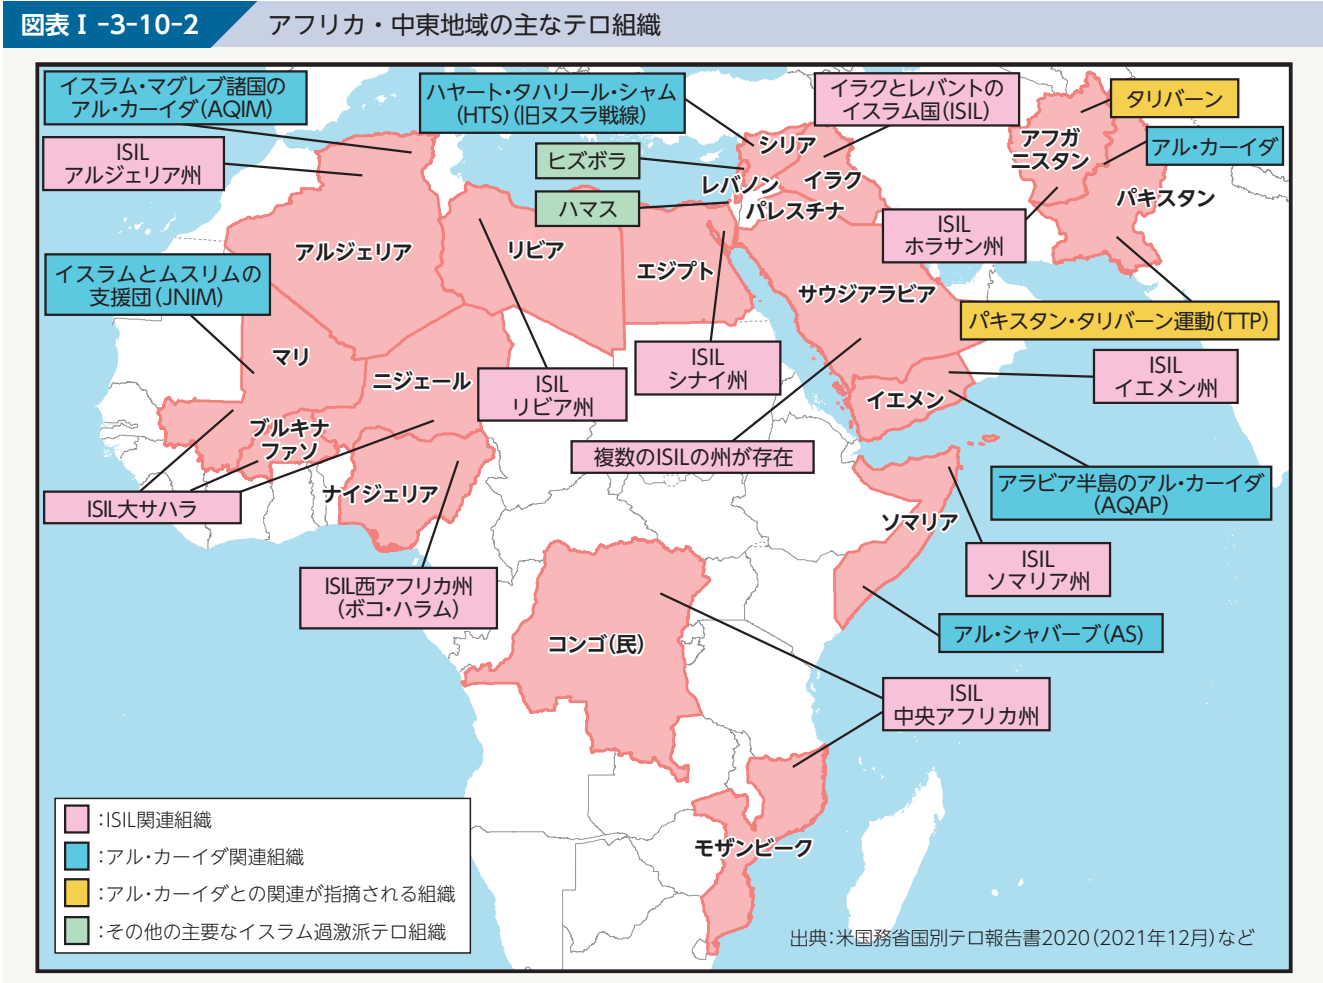 図表Ⅰ-3-10-2
アフリカ・中東地域の主なテロ組織
イスラム・マグレブ諸国の
アル・カーイダ(AQIM)
ハヤート・タハリール・シャム
(HTS)(旧ヌスラ戦線)
イラクとレバントの
イスラム国(ISIL)
タリバーン
アル・カーイダ
ISIL
アルジェリア州
ヒズボラ
ハマス
シリア
レバノン
イラク
パレスチナ
アフガ
ニスタン
パキスタン
ISIL
ホラサン州
アルジェリア
リビア
エジプト
サウジアラビア
イスラムとムスリムの
支援団(JNIM)
パキスタン・タリバーン運動(TTP)
マリ
ニジェール
ISIL
リビア州
ISIL
シナイ州
ISIL
イエメン州
イエメン
ブルキナ
ファソ
複数のISILの州が存在
ISIL大サハラ
ナイジェリア
アラビア半島のアル・カーイダ
(AQAP)
ソマリア
ISIL
ソマリア州
ISIL西アフリカ州
(ボコ・ハラム)
コンゴ(民)
アル・シャバーブ(AS)
ISIL
中央アフリカ州
モザンビーク
:ISIL関連組織
:アル・カーイダ関連組織
:アル・カーイダとの関連が指摘される組織
:その他の主要なイスラム過激派テロ組織
出典:米国務省国別テロ報告書2020(2021年12月)など